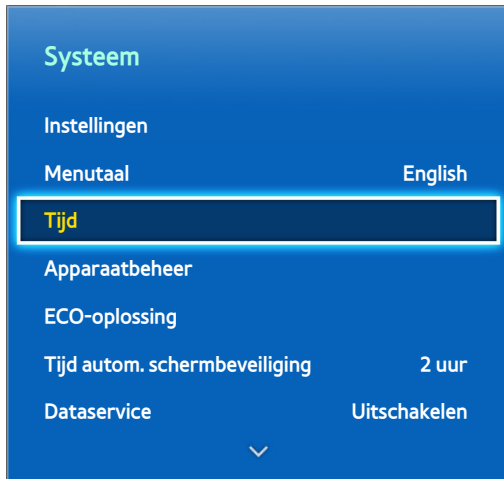 Systeem
Instellingen
Menutaal English
Tijd
Apparaatbeheer
ECO-oplossing
Tijd autom. schermbeveiliging 2 uur
Dataservice Uitschakelen